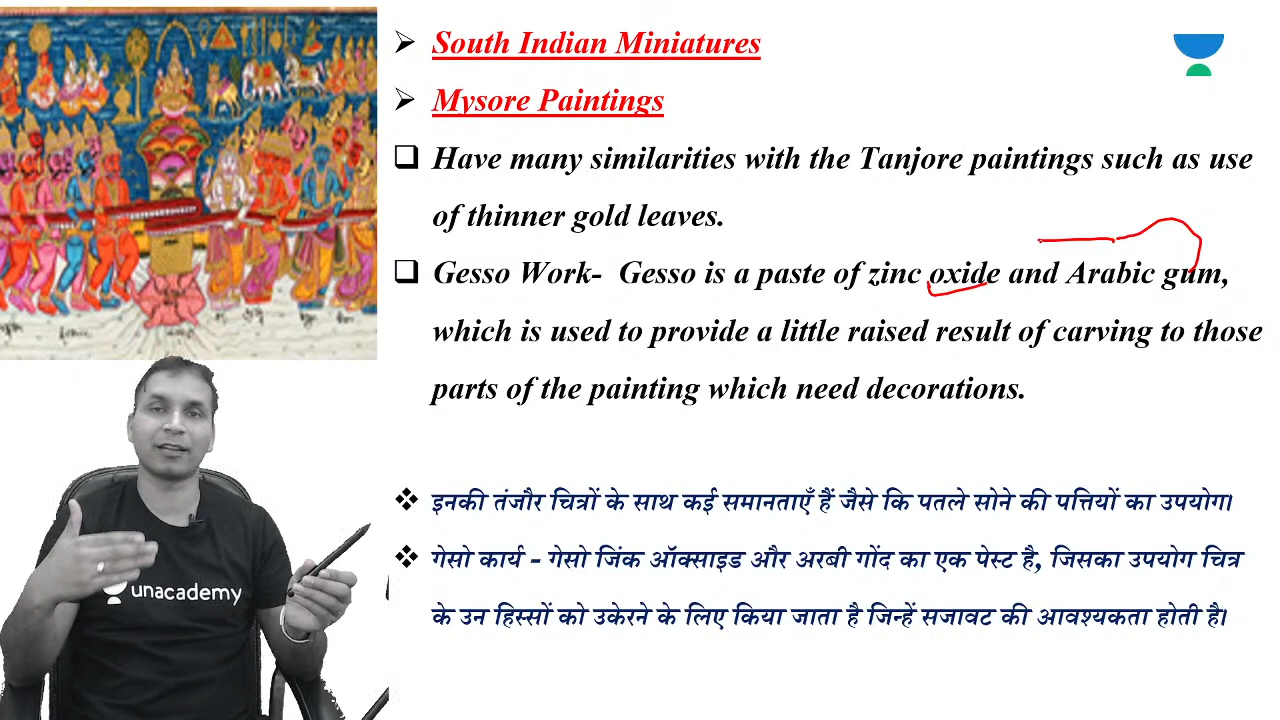 South Indian Miniatures
Mysore Paintings
Have many similarities with the Tanjore paintings such as use
of thinner gold leaves.
Gesso Work- Gesso is a paste of zinc oxide and Arabic gum,
which is used to provide a little raised result of carving to those
parts of the painting which need decorations.
इनकी तंजौर चित्रों के साथ कई समानताएँ हैं जैसे कि पतले सोने की पत्तियों का उपयोग।
गेसो कार्य - गेसो जिंक ऑक्साइड और अरबी गोंद का एक पेस्ट है, जिसका उपयोग चित्र
के उन हिस्सों को उकेरने के लिए किया जाता है जिन्हें सजावट की आवश्यकता होती है।
unacademy